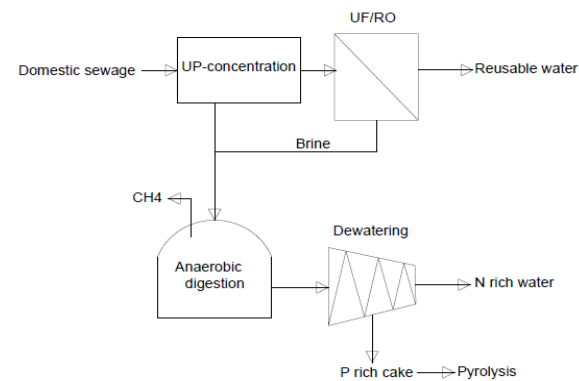 UF/RO
Domestic sewage
UP-concentration
Reusable water
Brine
CH4
Dewatering
Anaerobic
digestion
N rich water
P rich cake
Pyrolysis